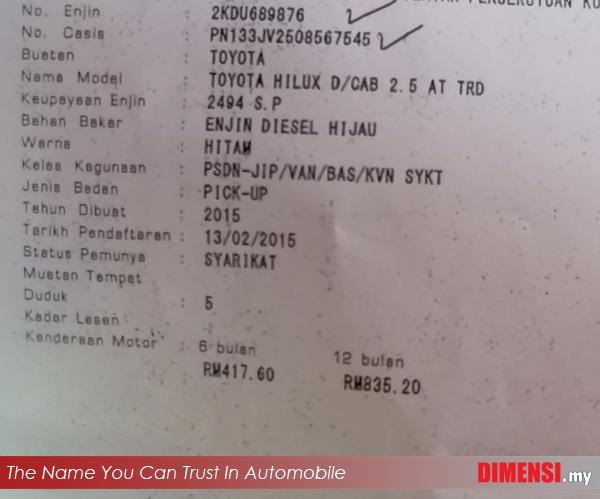 No. Enjin : 2KDU689876
No. Casis : PN133JV2508567545
Buatan : TOYOTA
Nama Model : TOYOTA HILUX D/CAB 2.5 AT TRD
Keupayaan Enjin : 2494 S.P
Bahan Bakar : ENJIN DIESEL HIJAU
Warna : HITAM
Kelas Kegunaan : PSDN-JIP/VAN/BAS/KVN SYKT
Jenis Badan : PICK-UP
Tahun Dibuat : 2015
Tarikh Pendaftaran : 13/02/2015
Status Pemunya : SYARIKAT
Muatan Tempat
Duduk : 5
Kadar Lesen :
Kenderaan Motor : 6 bulan 12 bulan
RM417.60 RM835.20
The Name You Can Trust In Automobile
DIMENSI.my